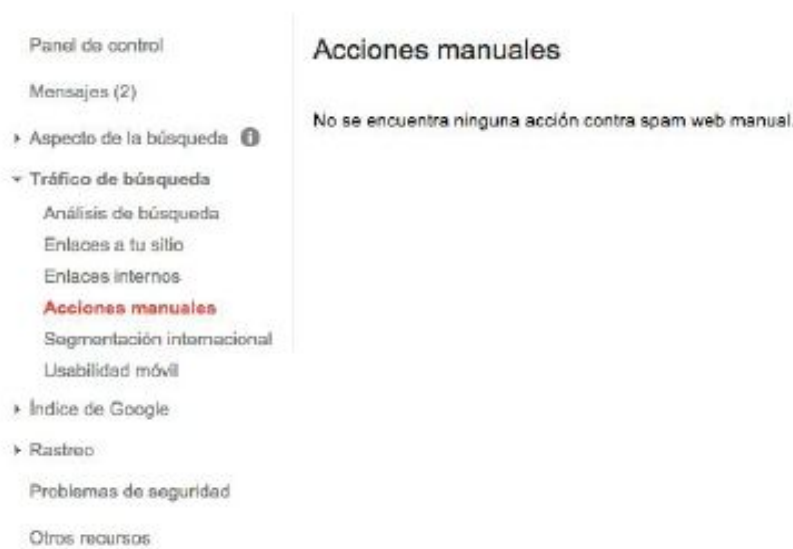 Panel de control
Mensajes (2)
Aspecto de la búsqueda
Tráfico de búsqueda
Análisis de búsqueda
Enlaces a tu sitio
Enlaces internos
Acciones manuales
Segmentación internacional
Usabilidad móvil
Índice de Google
Rastreo
Problemas de seguridad
Otros recursos
Acciones manuales
No se encuentra ninguna acción contra spam web manual.